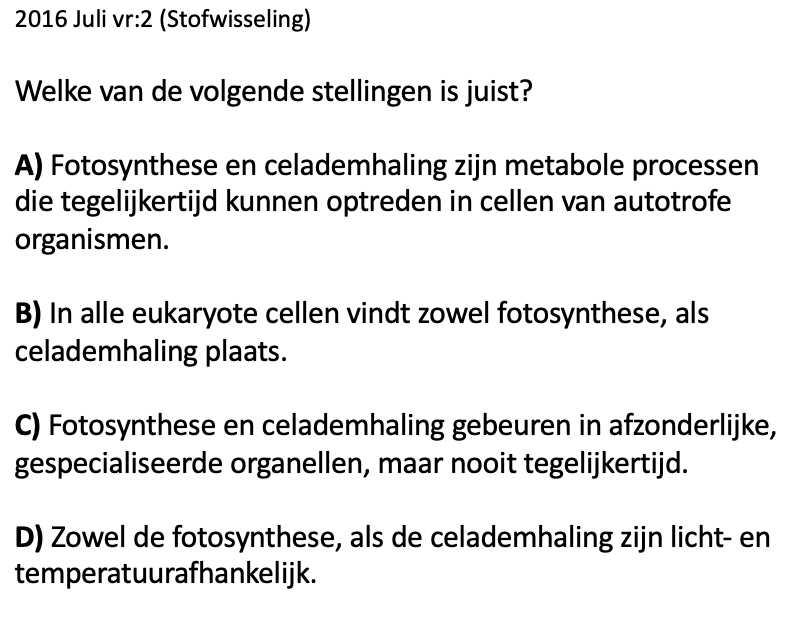 2016 Juli vr:2 (Stofwisseling)
Welke van de volgende stellingen is juist?
A) Fotosynthese en celademhaling zijn metabole processen
die tegelijkertijd kunnen optreden in cellen van autotrofe
organismen.
B) In alle eukaryote cellen vindt zowel fotosynthese, als
celademhaling plaats.
C) Fotosynthese en celademhaling gebeuren in afzonderlijke,
gespecialiseerde organellen, maar nooit tegelijkertijd.
D) Zowel de fotosynthese, als de celademhaling zijn licht- en
temperatuurafhankelijk.